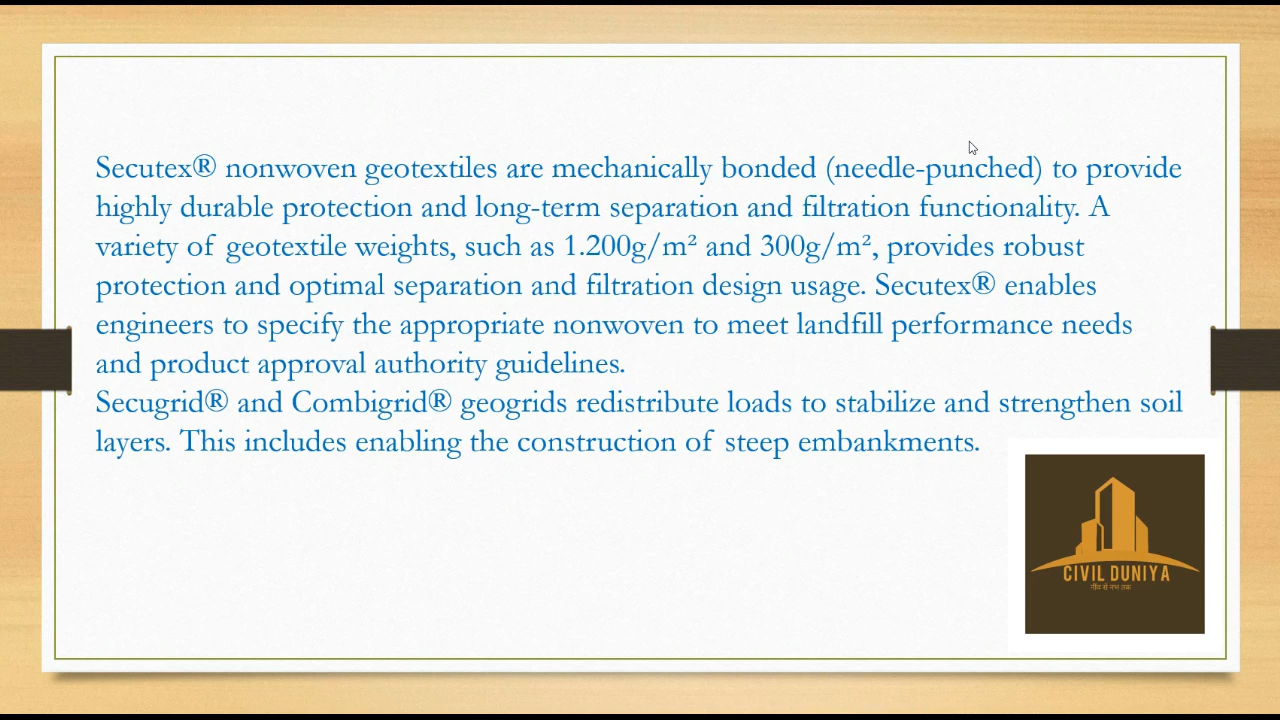 Secutex® nonwoven geotextiles are mechanically bonded (needle-punched) to provide
highly durable protection and long-term separation and filtration functionality. A
variety of geotextile weights, such as 1.200g/m² and 300g/m², provides robust
protection and optimal separation and filtration design usage. Secutex® enables
engineers to specify the appropriate nonwoven to meet landfill performance needs
and product approval authority guidelines.
Secugrid® and Combigrid® geogrids redistribute loads to stabilize and strengthen soil
layers. This includes enabling the construction of steep embankments.
CIVIL DUNIYA
नींव से नभ तक